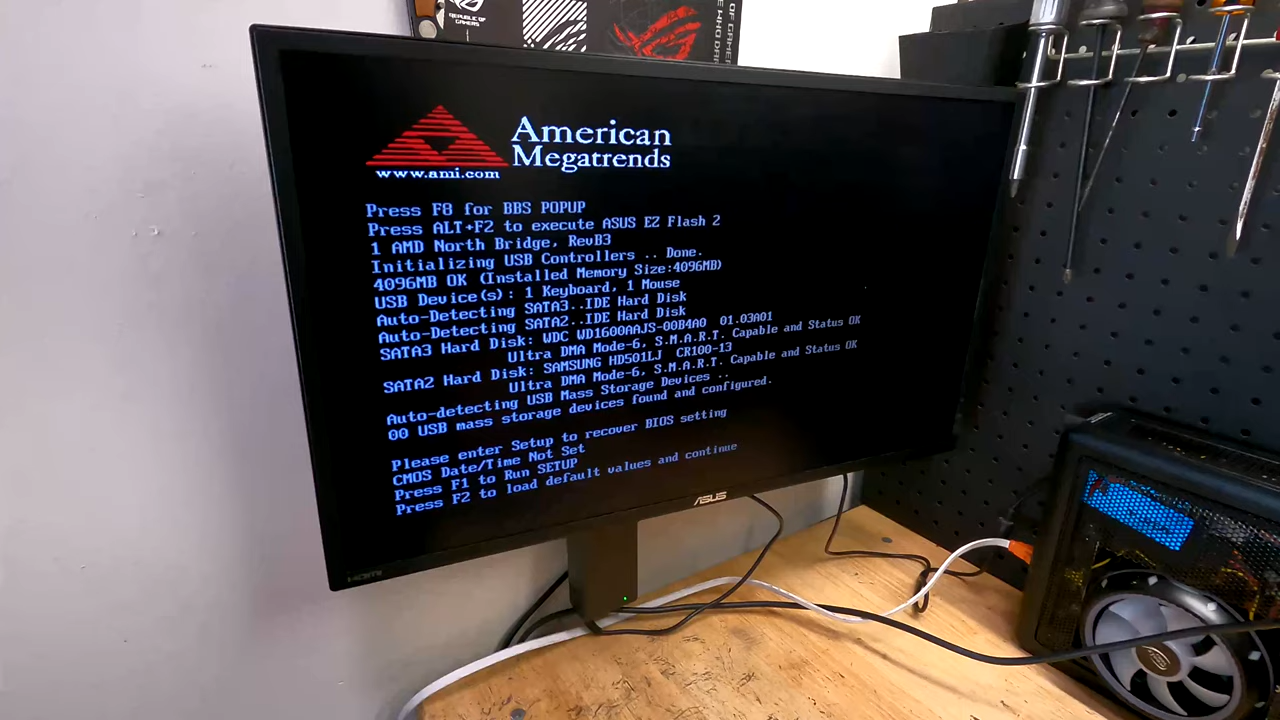 REPUBLIC OF
GAMERS
American
Megatrends
www.ami.com
Press F8 for BBS POPUP
Press ALT+F2 to execute ASUS EZ Flash 2
1 AMD North Bridge, RevB3
Initializing USB Controllers .. Done.
4096MB OK (Installed Memory Size:4096MB)
USB Device(s): 1 Keyboard, 1 Mouse
Auto-Detecting SATA3..IDE Hard Disk
Auto-Detecting SATA2..IDE Hard Disk
SATA3 Hard Disk: WDC WD1600AAJS-00B4A0 01.03A01
Ultra DMA Mode-6, S.M.A.R.T. Capable and Status OK
SATA2 Hard Disk: SAMSUNG HD501LJ CR100-13
Ultra DMA Mode-6, S.M.A.R.T. Capable and Status OK
Auto-detecting USB Mass Storage Devices ..
00 USB mass storage devices found and configured.
Please enter Setup to recover BIOS setting
CMOS Date/Time Not Set
Press F1 to Run SETUP
Press F2 to load default values and continue
ASUS
HDMI